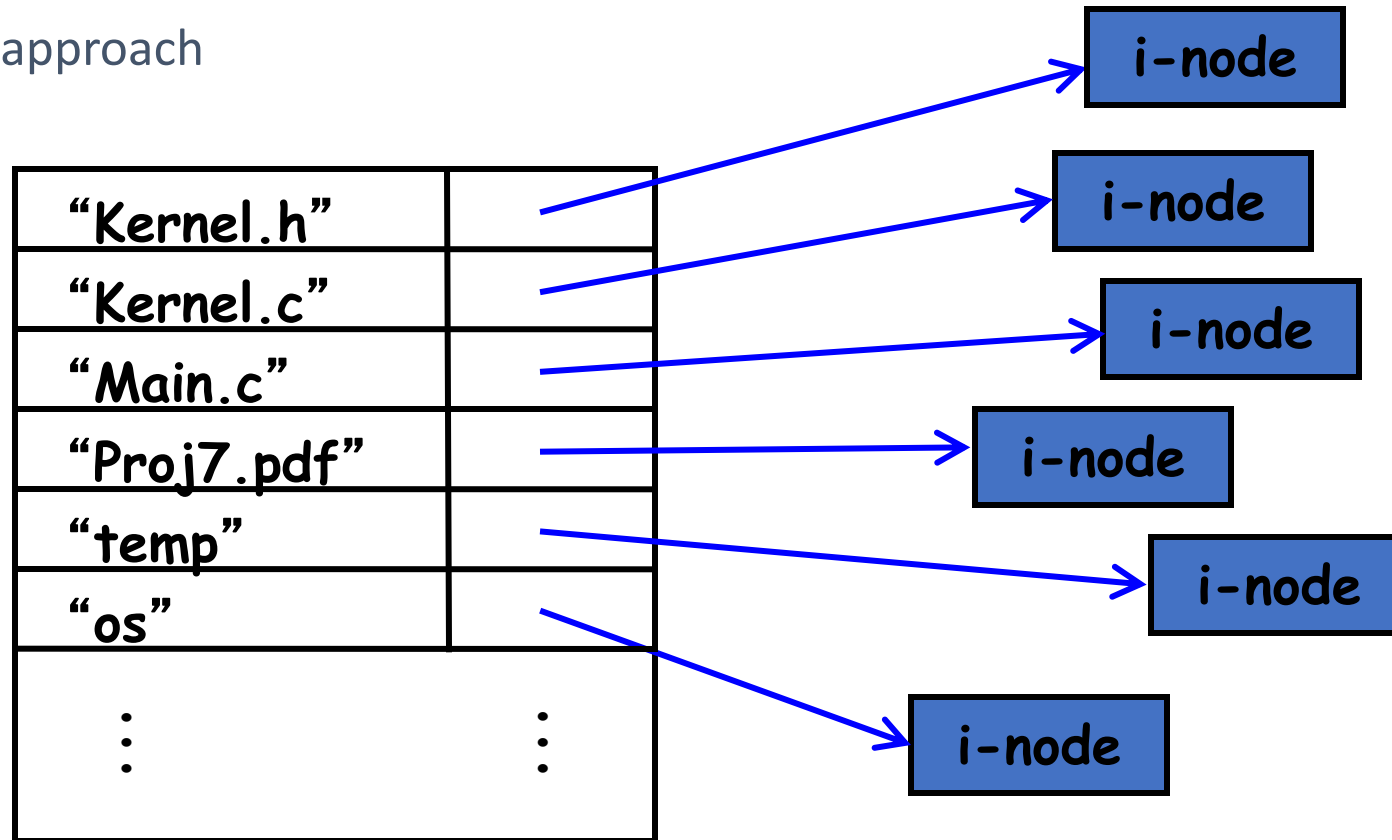 approach
i-node
“Kernel.h”
i-node
“Kernel.c”
i-node
“Main.c”
“Proj7.pdf”
i-node
“temp”
i-node
“os”
i-node